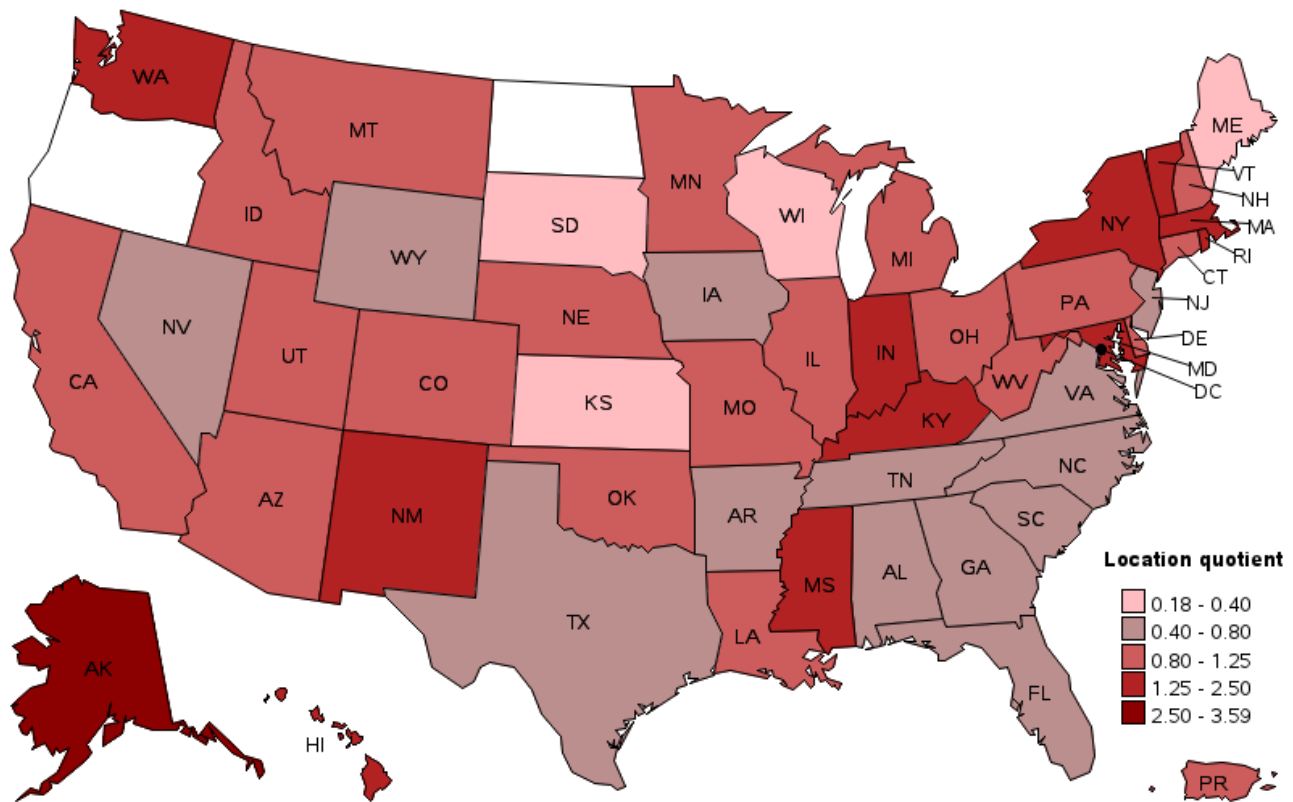 WA
MT
ME
MN
VT
NH
ID
SD
WI
NY
MA
WY
MI
RI
CT
IA
PA
NJ
NV
NE
OH
DE
UT
IL
IN
MD
CA
CO
WV
DC
KS
MO
VA
KY
NC
TN
AZ
OK
NM
AR
SC
Location quotient
MS
AL
GA
0.18 - 0.40
TX
LA
0.40 - 0.80
0.80 - 1.25
AK
FL
1.25 - 2.50
2.50 - 3.59
HI
PR